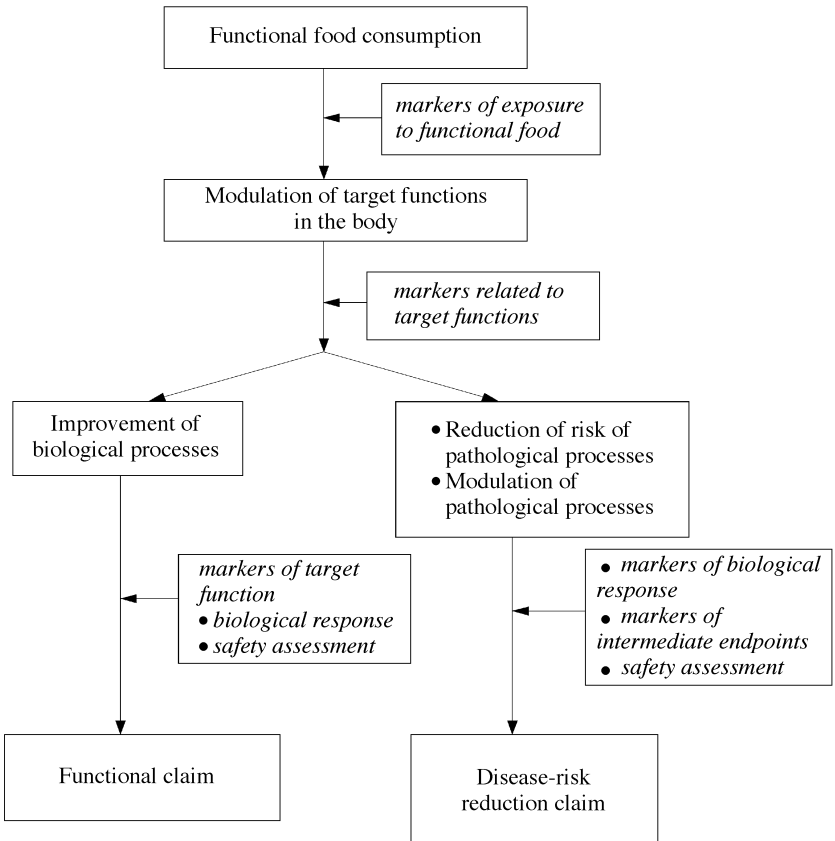 Functional food consumption
markers of exposure
to functional food
Modulation of target functions
in the body
markers related to
target functions
Improvement of
biological processes
• Reduction of risk of
pathological processes
• Modulation of
pathological processes
markers of target
function
• biological response
• safety assessment
• markers of biological
response
• markers of
intermediate endpoints
• safety assessment
Functional claim
Disease-risk
reduction claim